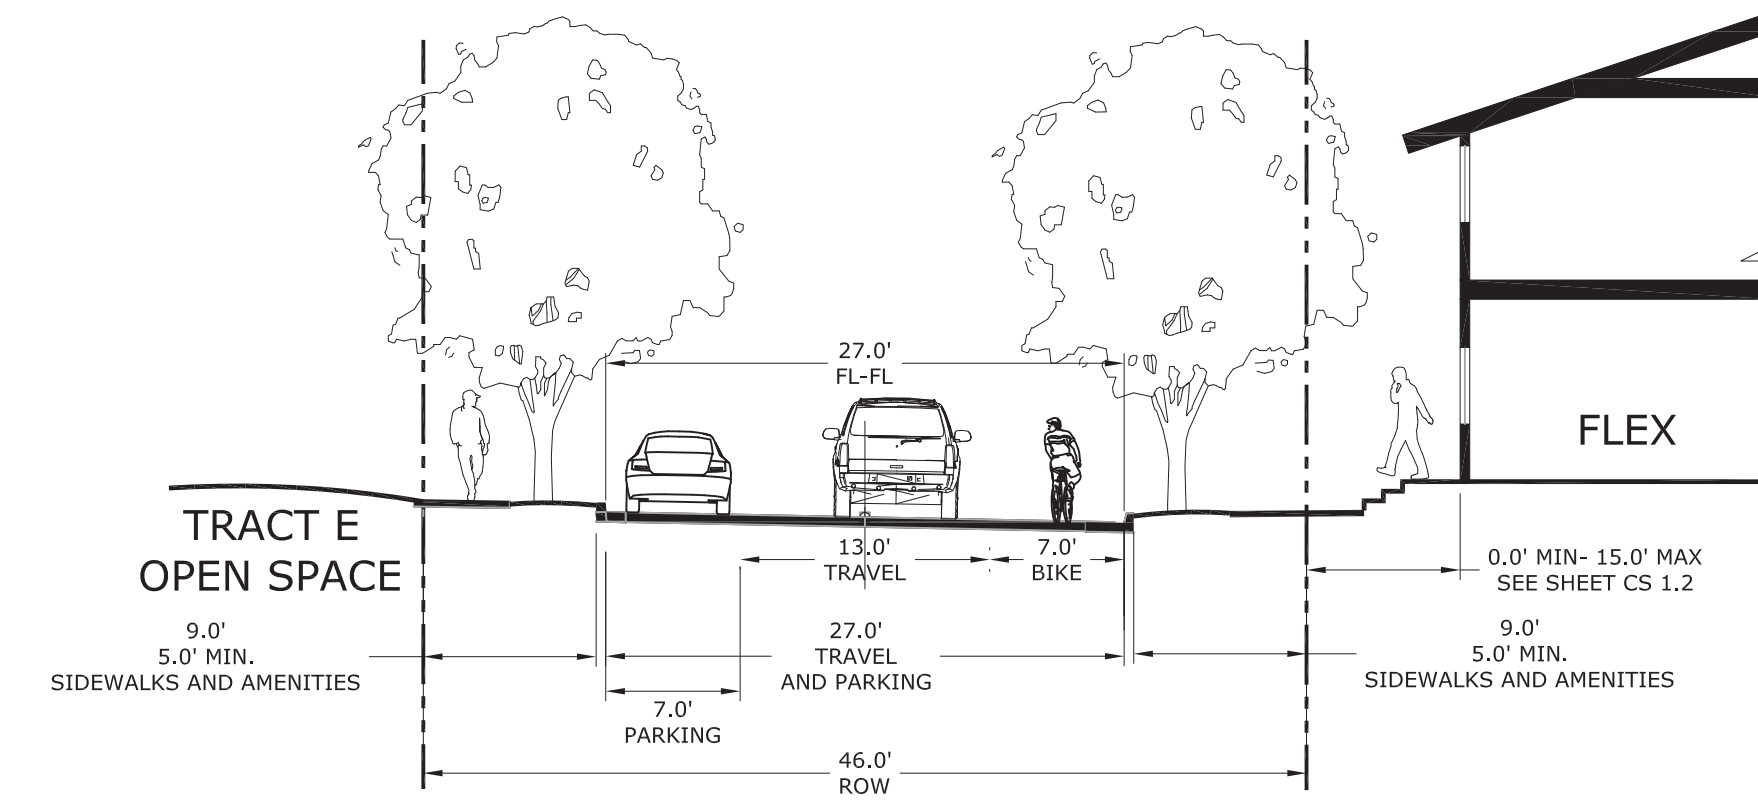 27.0'
FL-FL
FLEX
TRACT E
OPEN SPACE
13.0'
TRAVEL
7.0'
BIKE
0.0' MIN- 15.0' MAX
SEE SHEET CS 1.2
9.0'
5.0' MIN.
SIDEWALKS AND AMENITIES
27.0'
TRAVEL
AND PARKING
9.0'
5.0' MIN.
SIDEWALKS AND AMENITIES
7.0'
PARKING
46.0'
ROW